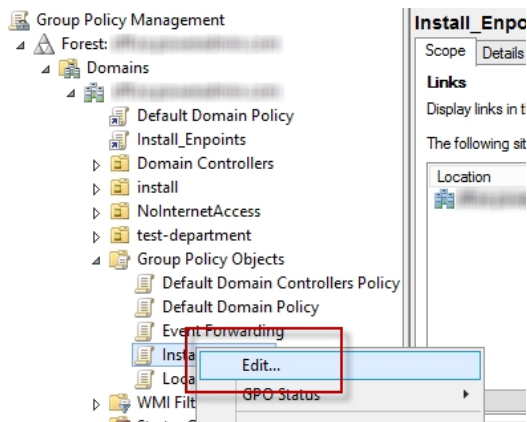 Group Policy Management
Forest:
Domains
Default Domain Policy
Install_Enpoints
Domain Controllers
install
NoInternetAccess
test-department
Group Policy Objects
Default Domain Controllers Policy
Default Domain Policy
Event Forwarding
Insta
Loca
WMI Filt
Edit...
GPO Status
Install_Enpo
Scope
Details
Links
Display links in t
The following sit
Location